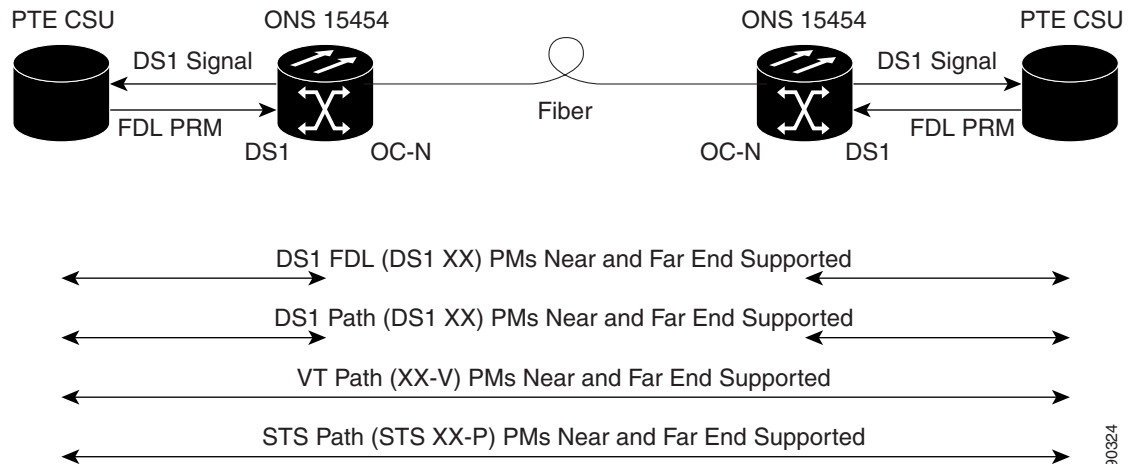 PTE CSU
ONS 15454
ONS 15454
PTE CSU
DS1 Signal
DS1 Signal
FDL PRM
Fiber
FDL PRM
DS1
OC-N
OC-N
DS1
DS1 FDL (DS1 XX) PMs Near and Far End Supported
DS1 Path (DS1 XX) PMs Near and Far End Supported
VT Path (XX-V) PMs Near and Far End Supported
STS Path (STS XX-P) PMs Near and Far End Supported